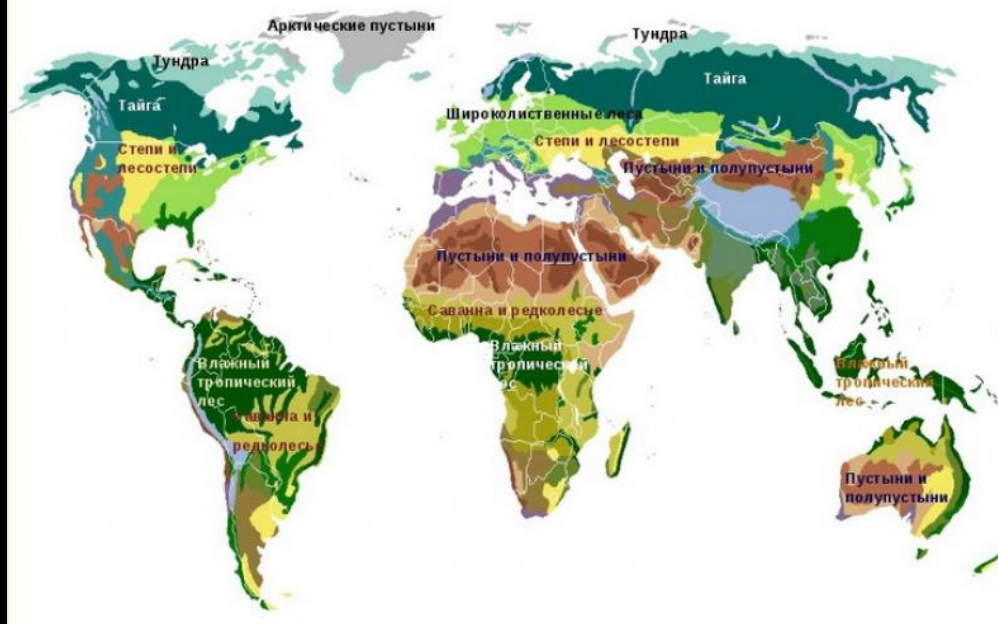 Арктические пустыни
Тундра
Тундра
Тайга
Тайга
Широколиственные леса
Степи и лесостепи
Степи и
лесостепи
Пустыни и полупустыни
Пустыни и полупустыни
Саванна и редколесье
Влажный
тропический
лес
Влажный
тропический
лес
Саванна и
редколесье
Влажный
тропический
лес
Пустыни и
полупустыни